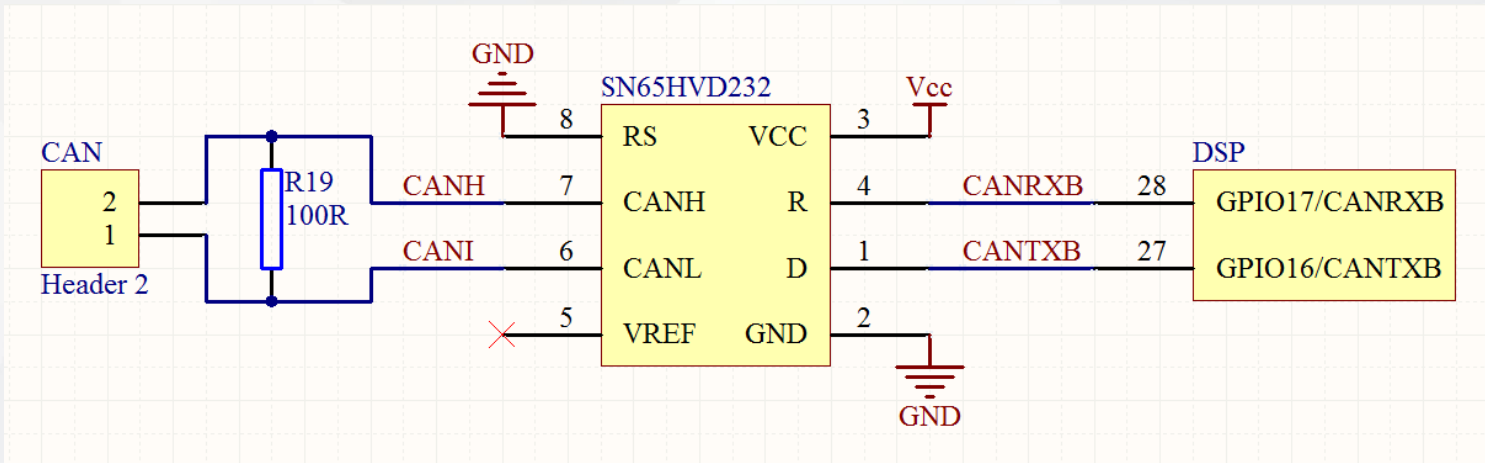 GND
SN65HVD232
Vcc
8 RS VCC 3
CAN
DSP
R19
100R
CANH 7 CANH R 4 CANRXB 28 GPIO17/CANRXB
2
1
CANI 6 CANL D 1 CANTXB 27 GPIO16/CANTXB
Header 2
5 VREF GND 2
GND